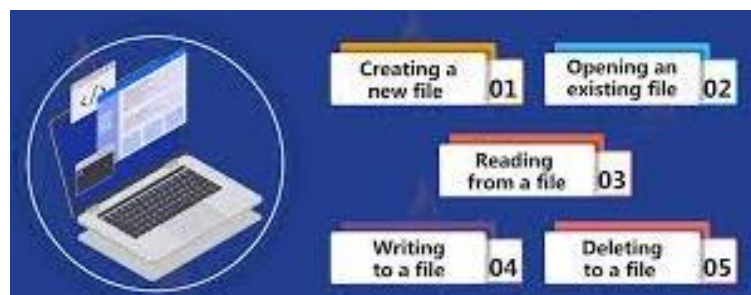 </>
Creating a
new file 01
Opening an
existing file 02
Reading
from a file 03
Writing
to a file 04
Deleting
to a file 05